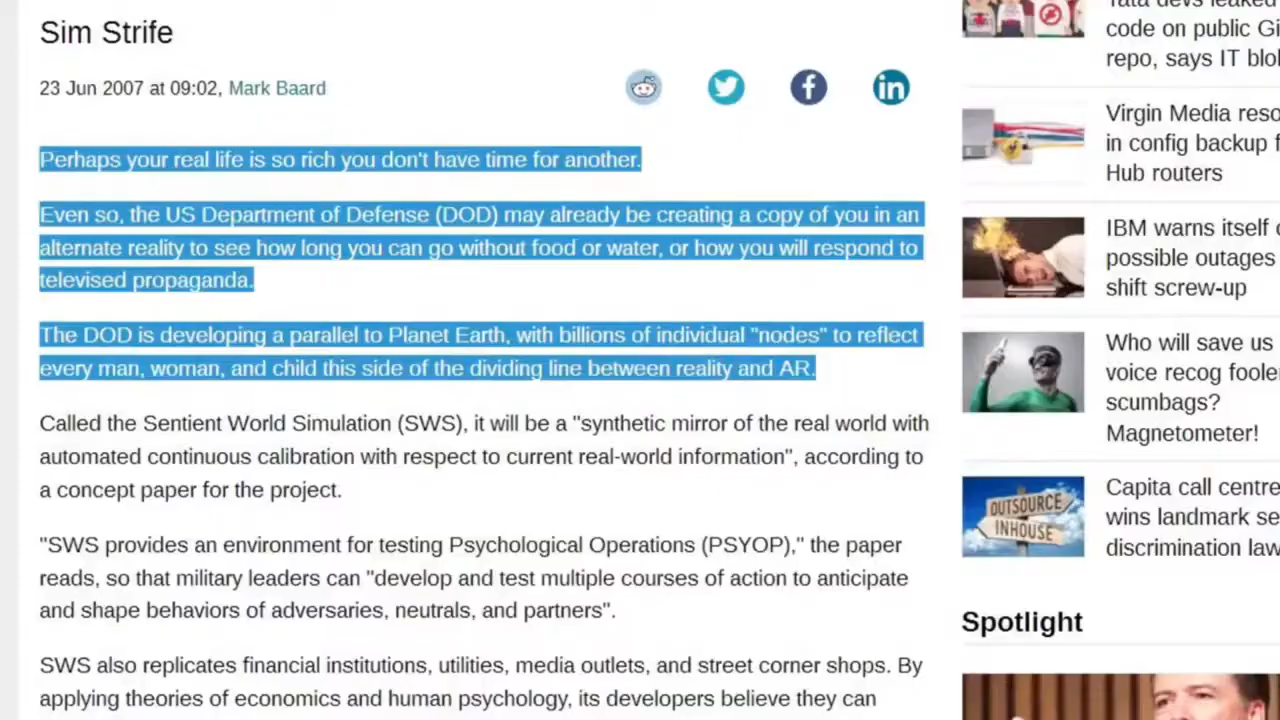 Sim Strife
23 Jun 2007 at 09:02, Mark Baard
Perhaps your real life is so rich you don't have time for another.
Even so, the US Department of Defense (DOD) may already be creating a copy of you in an
alternate reality to see how long you can go without food or water, or how you will respond to
televised propaganda.
The DOD is developing a parallel to Planet Earth, with billions of individual "nodes" to reflect
every man, woman, and child this side of the dividing line between reality and AR.
Called the Sentient World Simulation (SWS), it will be a "synthetic mirror of the real world with
automated continuous calibration with respect to current real-world information", according to
a concept paper for the project.
"SWS provides an environment for testing Psychological Operations (PSYOP)," the paper
reads, so that military leaders can "develop and test multiple courses of action to anticipate
and shape behaviors of adversaries, neutrals, and partners".
SWS also replicates financial institutions, utilities, media outlets, and street corner shops. By
applying theories of economics and human psychology, its developers believe they can
Tata devs leaked
code on public Gi
repo, says IT blo
Virgin Media reso
in config backup f
Hub routers
IBM warns itself
possible outages
shift screw-up
Who will save us
voice recog foole
scumbags?
Magnetometer!
OUTSOURCE
INHOUSE
Capita call centre
wins landmark se
discrimination law
Spotlight